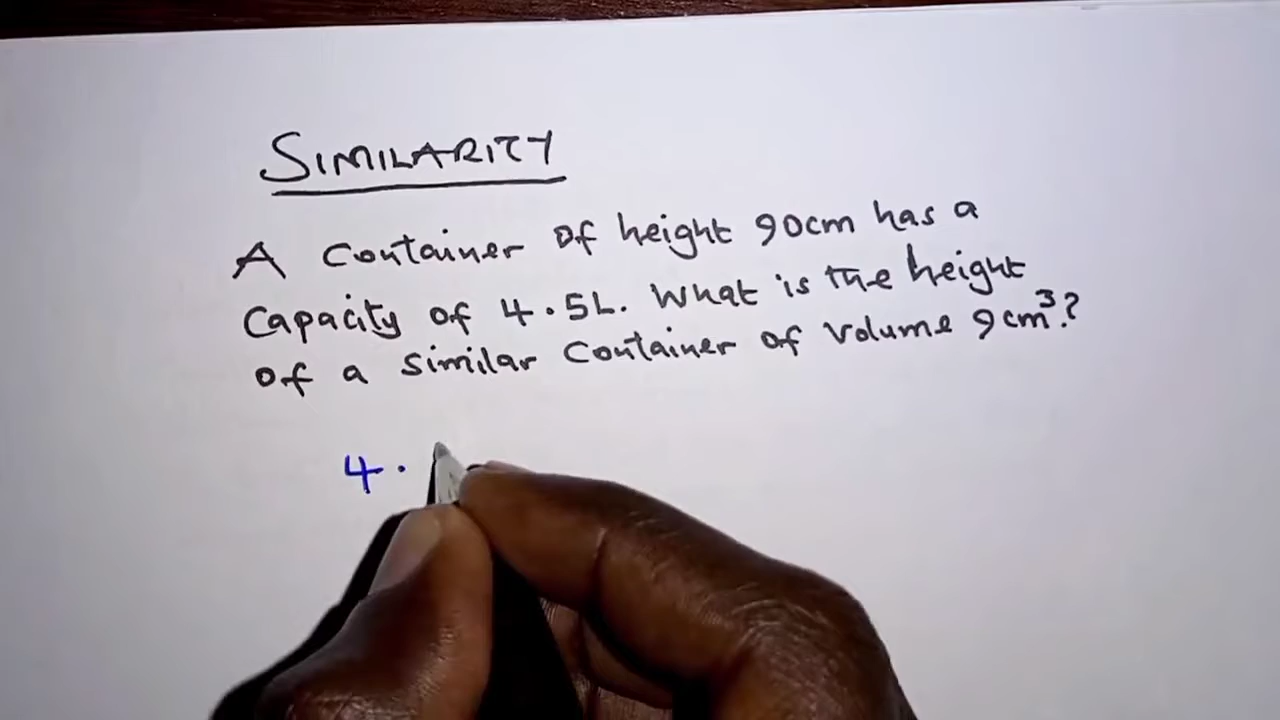 SIMILARITY
A Container of height 90cm has a
Capacity of 4.5L. What is the height
of a similar Container of Volume 9cm³?
4.